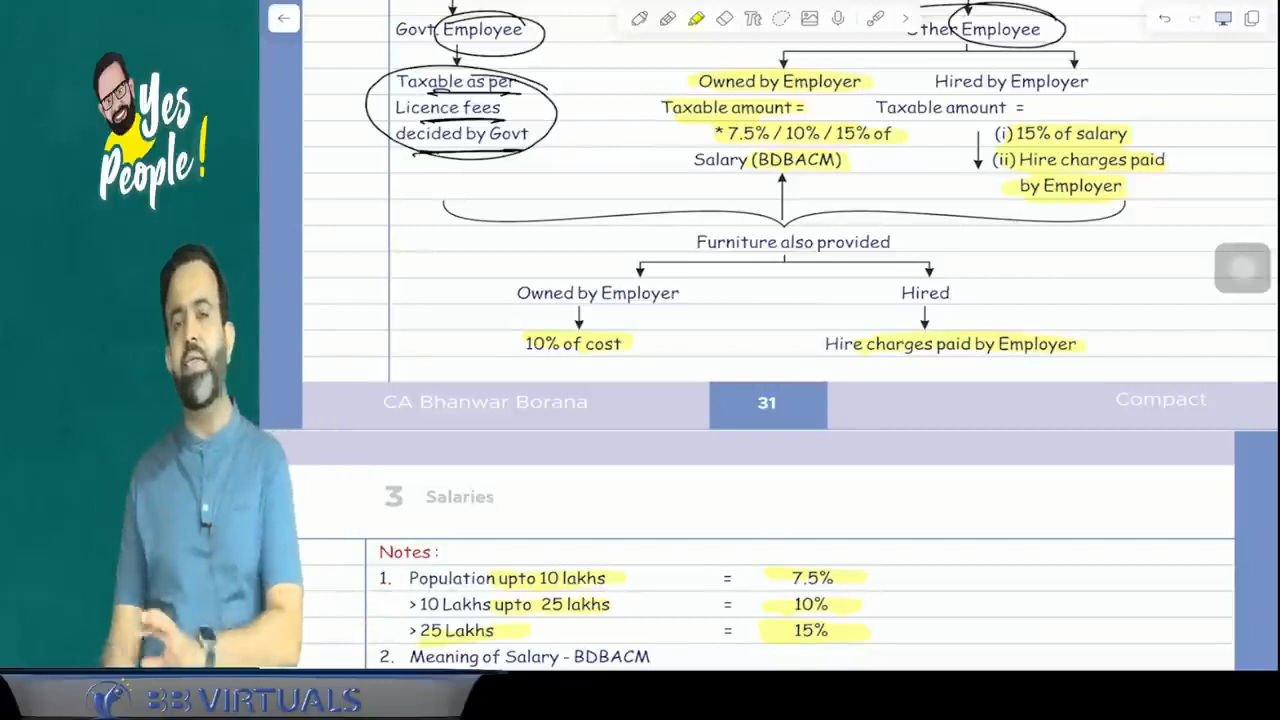 Yes
People!
Govt. Employee
Other Employee
Taxable as per
Licence fees
decided by Govt
Owned by Employer
Hired by Employer
Taxable amount =
Taxable amount =
* 7.5% / 10% / 15% of
Salary (BDBACM)
(i) 15% of salary
(ii) Hire charges paid
by Employer
Furniture also provided
Owned by Employer
Hired
10% of cost
Hire charges paid by Employer
CA Bhanwar Borana
31
Compact
3 Salaries
Notes :
1. Population upto 10 lakhs = 7.5%
> 10 Lakhs upto 25 lakhs = 10%
> 25 Lakhs = 15%
2. Meaning of Salary - BDBACM
BB VIRTUALS